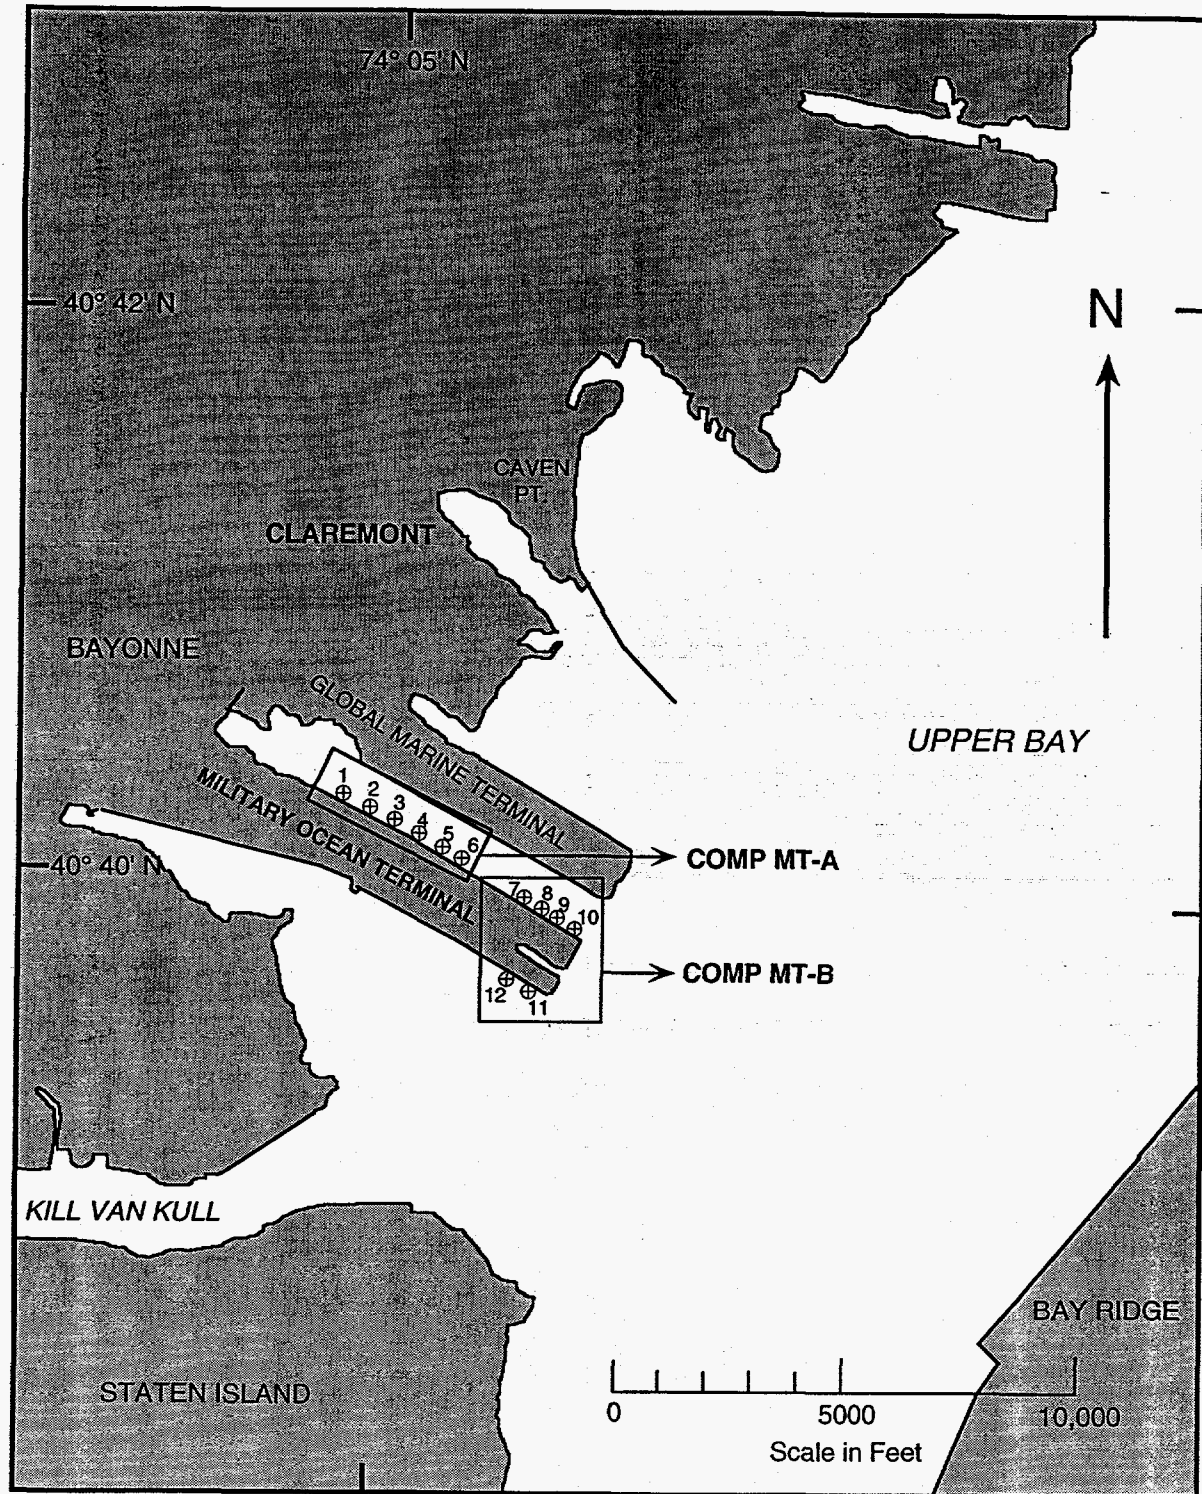 74° 05' N
40° 42' N
N
CAVEN
PT.
CLAREMONT
BAYONNE
GLOBAL MARINE TERMINAL
UPPER BAY
MILITARY OCEAN TERMINAL
1
2
3
4
5
6
COMP MT-A
40° 40' N
7
8
9
10
COMP MT-B
12
11
KILL VAN KULL
BAY RIDGE
STATEN ISLAND
0
5000
10,000
Scale in Feet